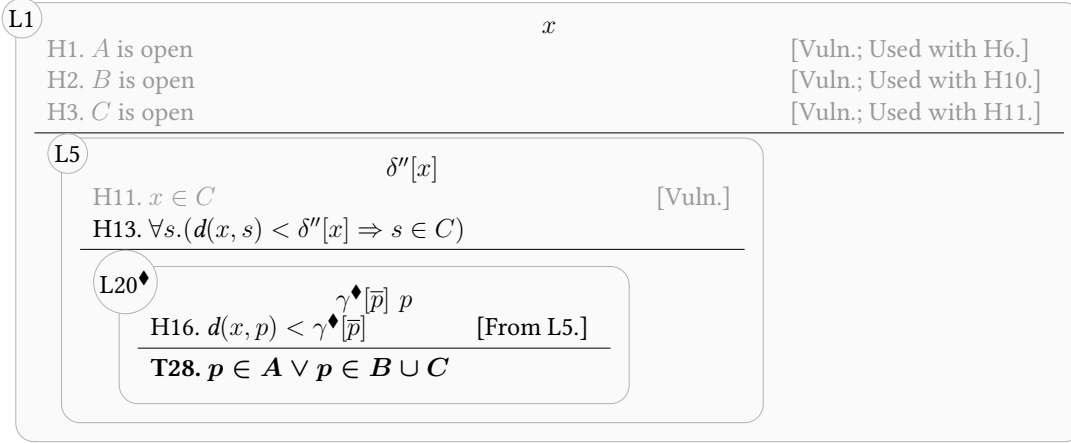 L1
x
H1. A is open [Vuln.; Used with H6.]
H2. B is open [Vuln.; Used with H10.]
H3. C is open [Vuln.; Used with H11.]
L5
δ″[x]
H11. x ∈ C [Vuln.]
H13. ∀s.(d(x, s) < δ″[x] ⇒ s ∈ C)
L20♦
γ♦[p̅] p
H16. d(x, p) < γ♦[p̅] [From L5.]
T28. p ∈ A ∨ p ∈ B ∪ C